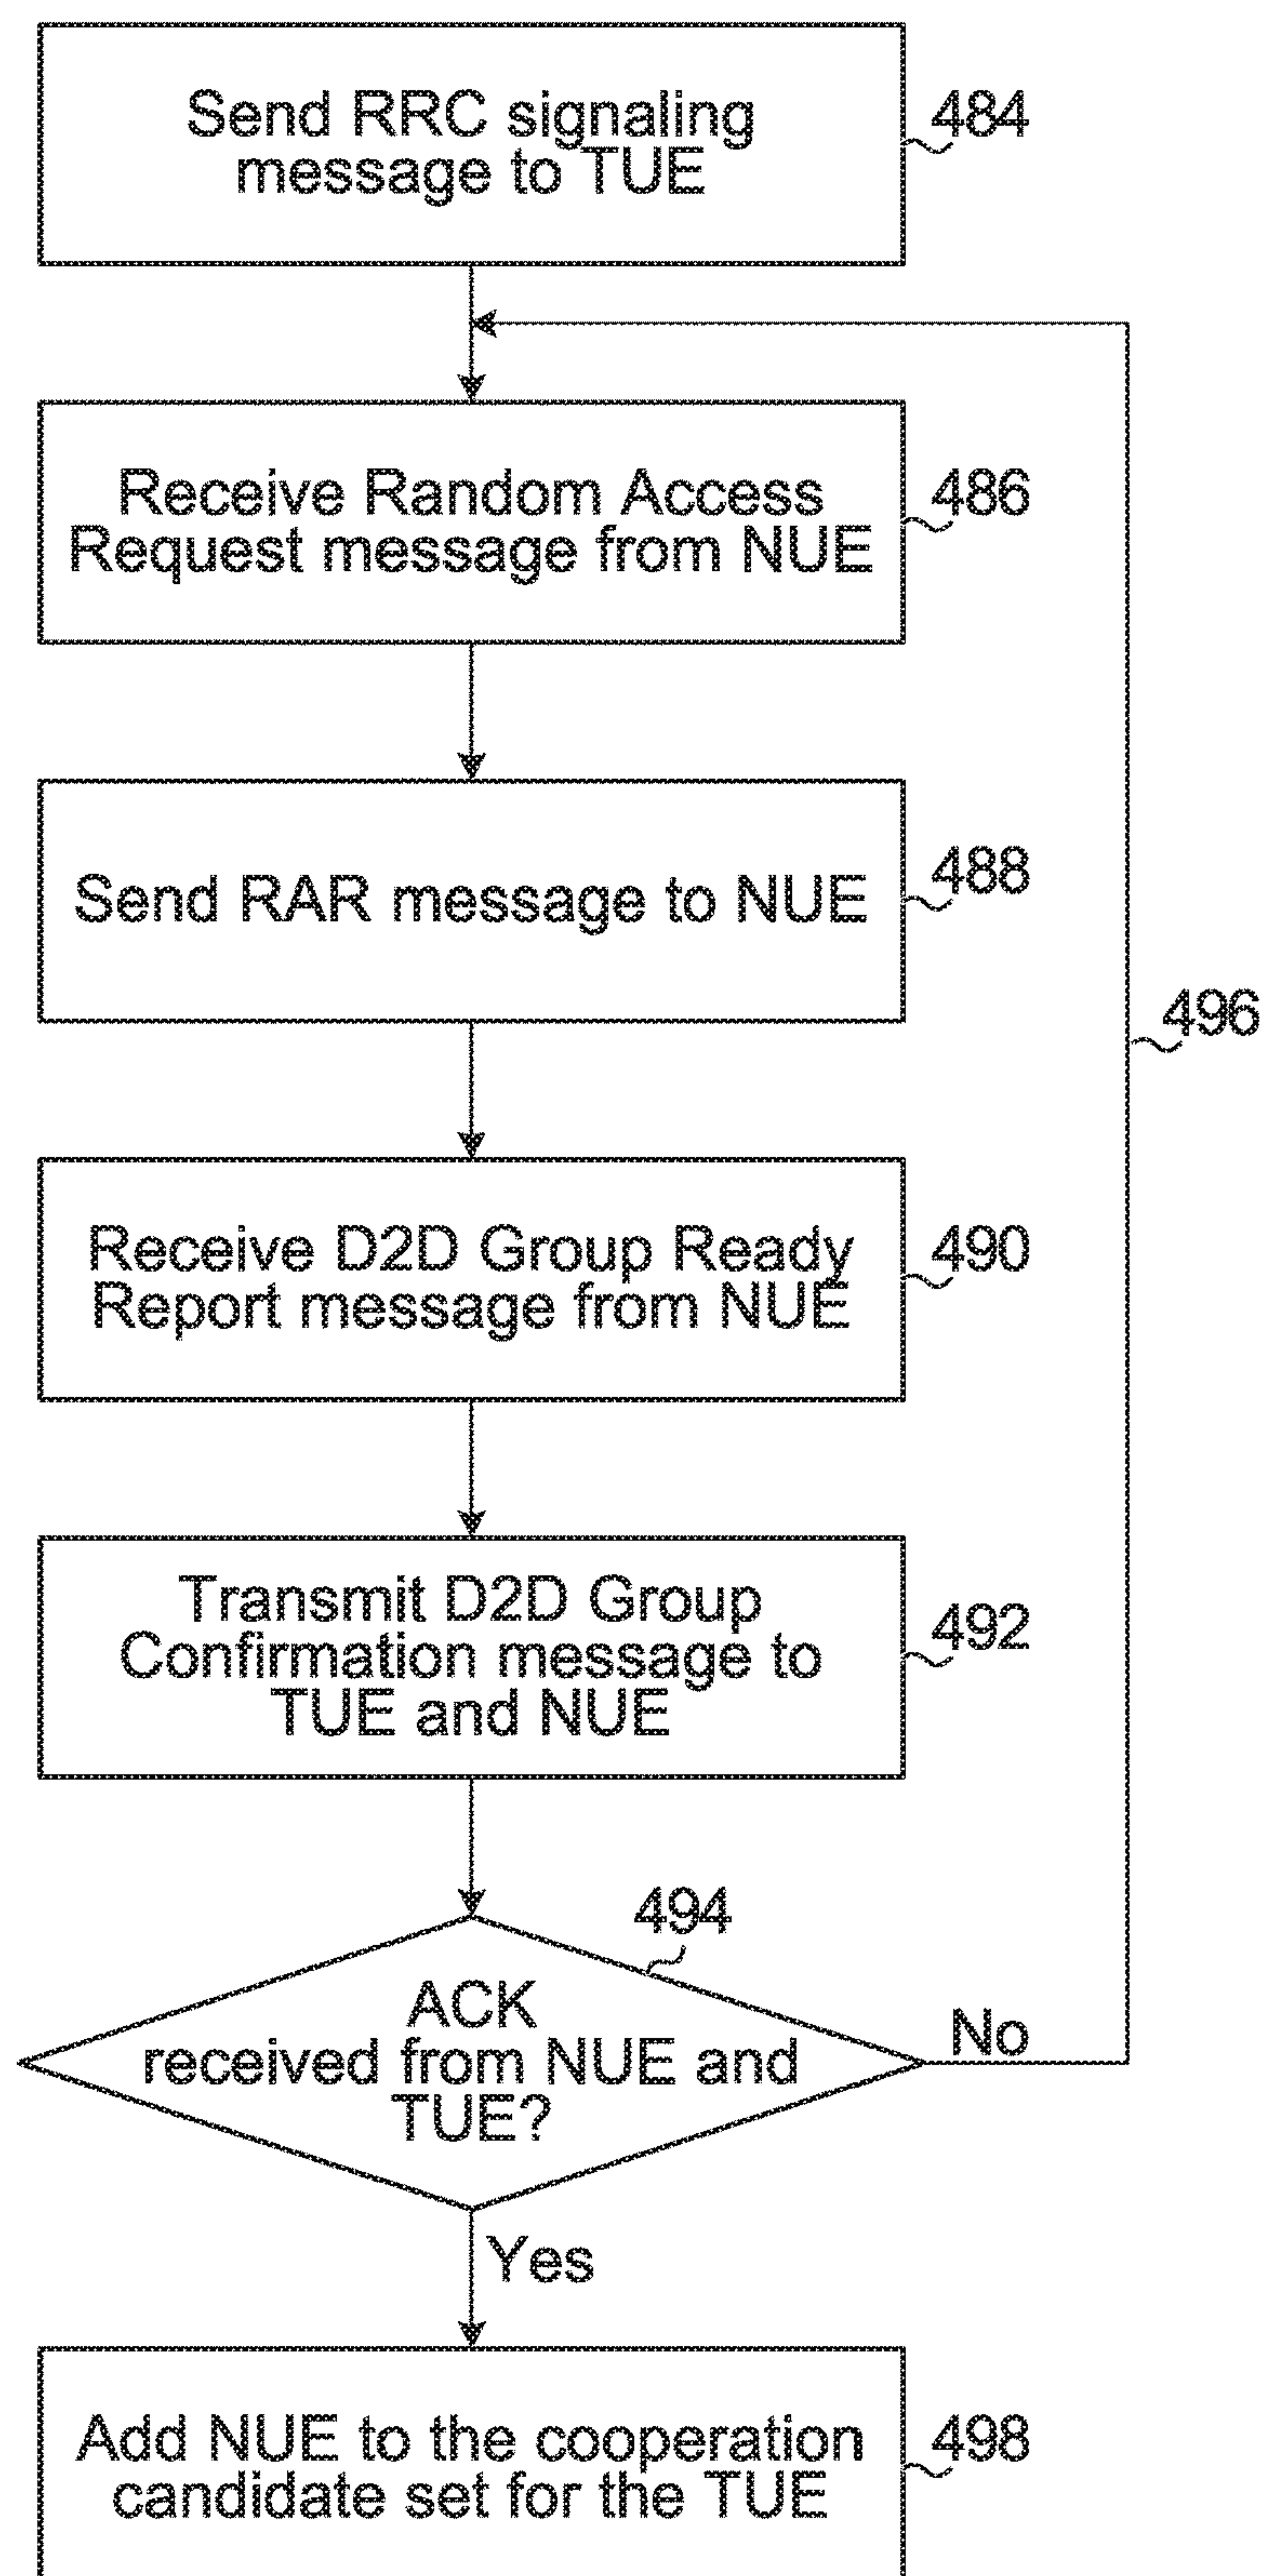 Send RRC signaling
message to TUE
484
Receive Random Access
Request message from NUE
486
Send RAR message to NUE
488
496
Receive D2D Group Ready
Report message from NUE
490
Transmit D2D Group
Confirmation message to
TUE and NUE
492
494
ACK
received from NUE and
TUE?
No
Yes
Add NUE to the cooperation
candidate set for the TUE
498